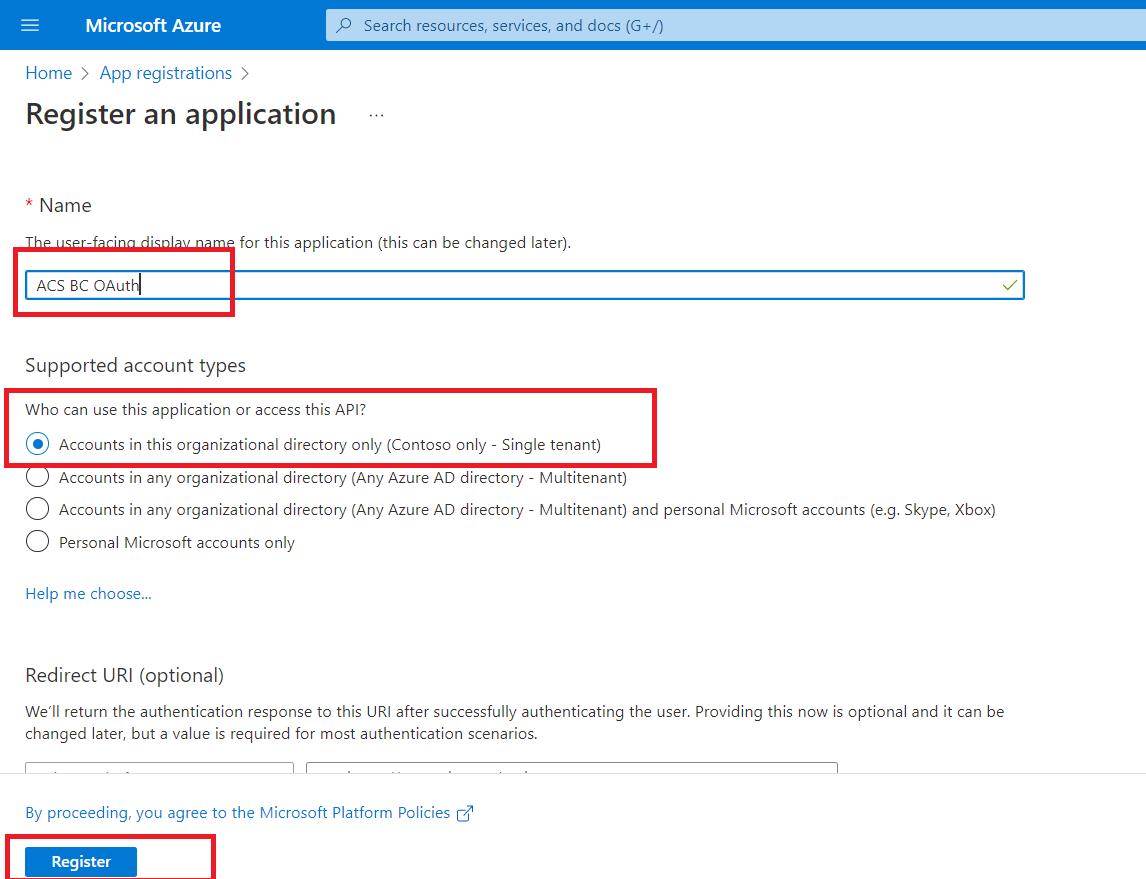 Microsoft Azure
Search resources, services, and docs (G+/)
Home > App registrations >
Register an application ...
* Name
The user-facing display name for this application (this can be changed later).
ACS BC OAuth
Supported account types
Who can use this application or access this API?
Accounts in this organizational directory only (Contoso only - Single tenant)
Accounts in any organizational directory (Any Azure AD directory - Multitenant)
Accounts in any organizational directory (Any Azure AD directory - Multitenant) and personal Microsoft accounts (e.g. Skype, Xbox)
Personal Microsoft accounts only
Help me choose...
Redirect URI (optional)
We'll return the authentication response to this URI after successfully authenticating the user. Providing this now is optional and it can be
changed later, but a value is required for most authentication scenarios.
By proceeding, you agree to the Microsoft Platform Policies
Register